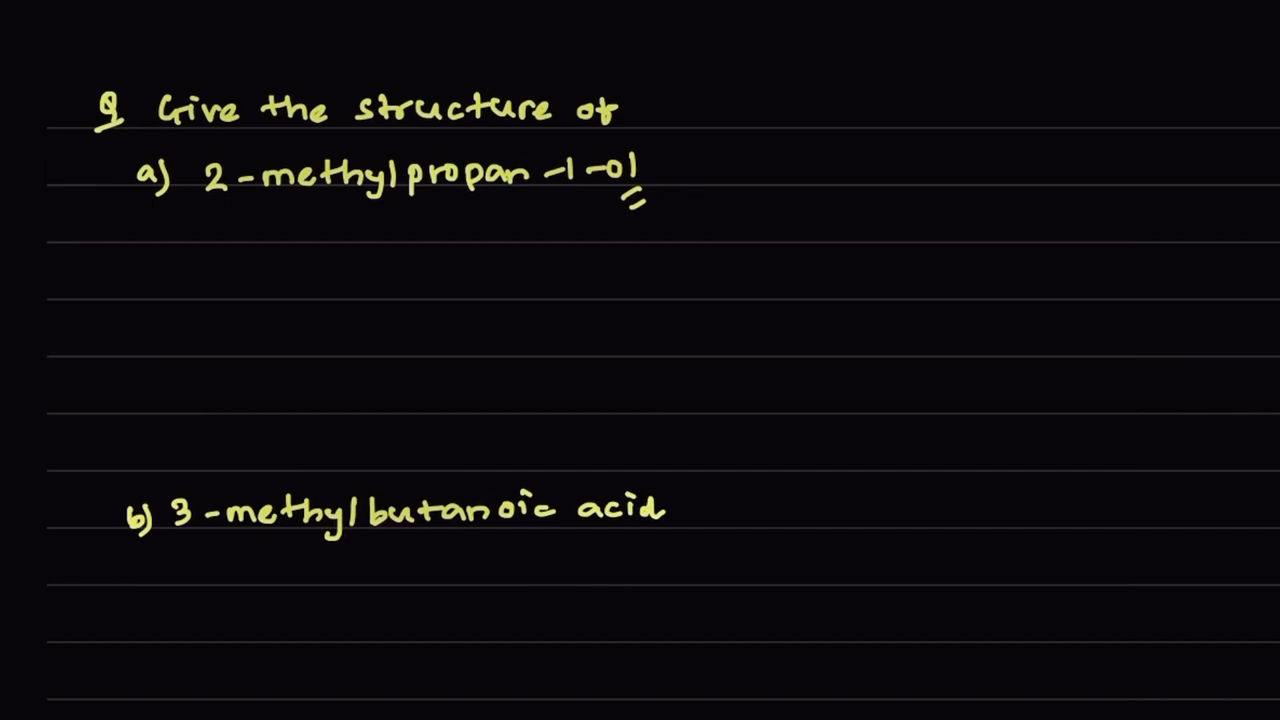 Q Give the structure of
a) 2-methylpropan-1-ol
b) 3-methylbutanoic acid